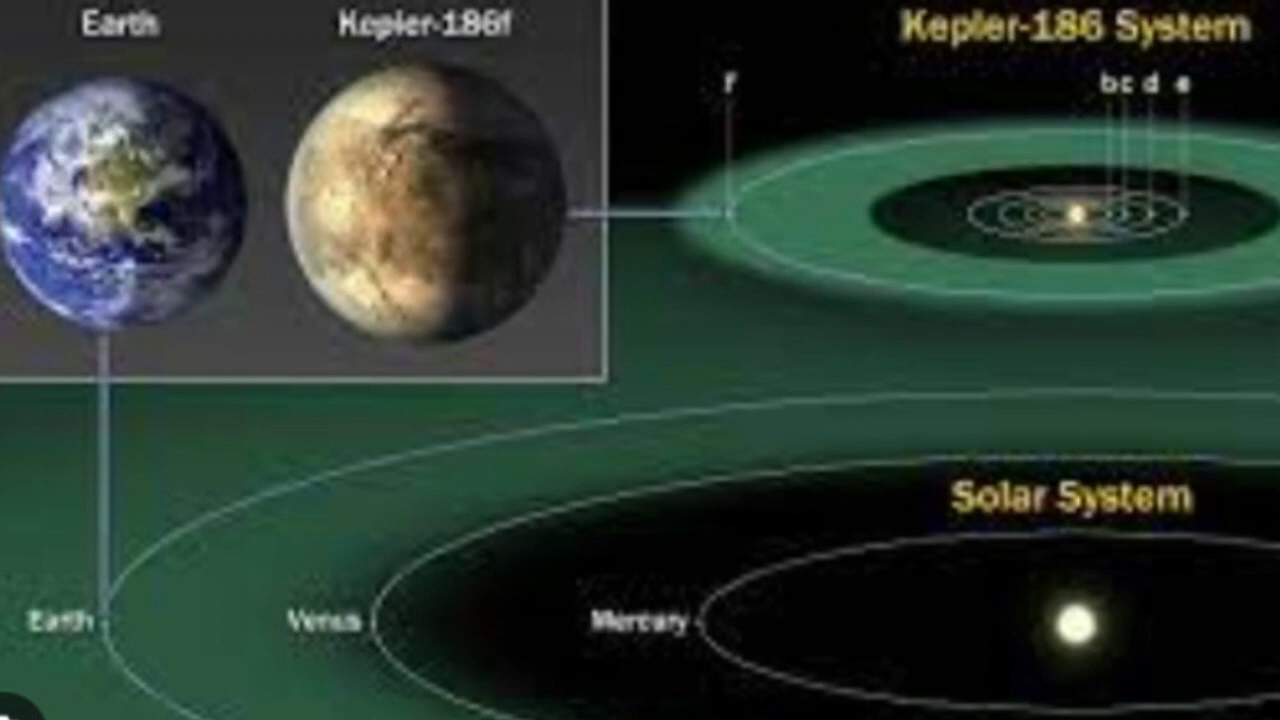 Earth
Kepler-186f
Kepler-186 System
f
b c d e
Solar System
Earth
Venus
Mercury